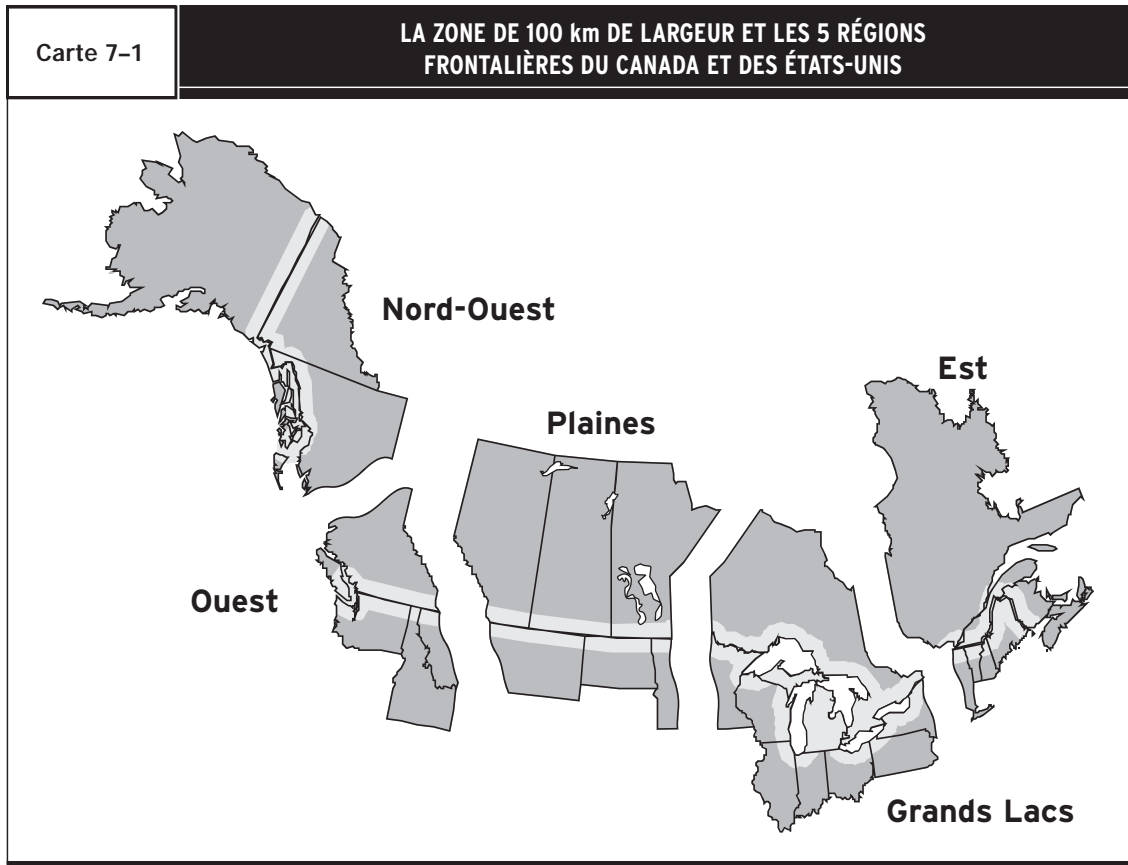 Carte 7–1
LA ZONE DE 100 km DE LARGEUR ET LES 5 RÉGIONS
FRONTALIÈRES DU CANADA ET DES ÉTATS-UNIS
Nord-Ouest
Est
Plaines
Ouest
Grands Lacs